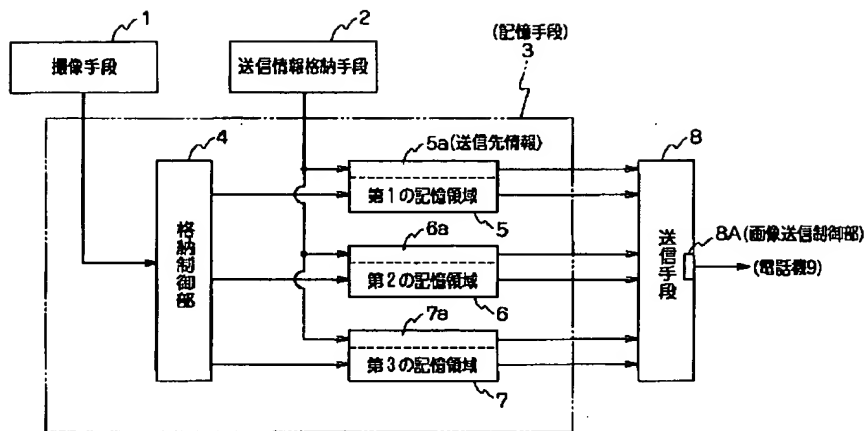 1
撮像手段
2
送信情報格納手段
(記憶手段)
3
4
格納制御部
5a(送信先情報)
第1の記憶領域
5
6a
第2の記憶領域
6
7a
第3の記憶領域
7
8
送信手段
8A(画像送信制御部)
(電話機9)